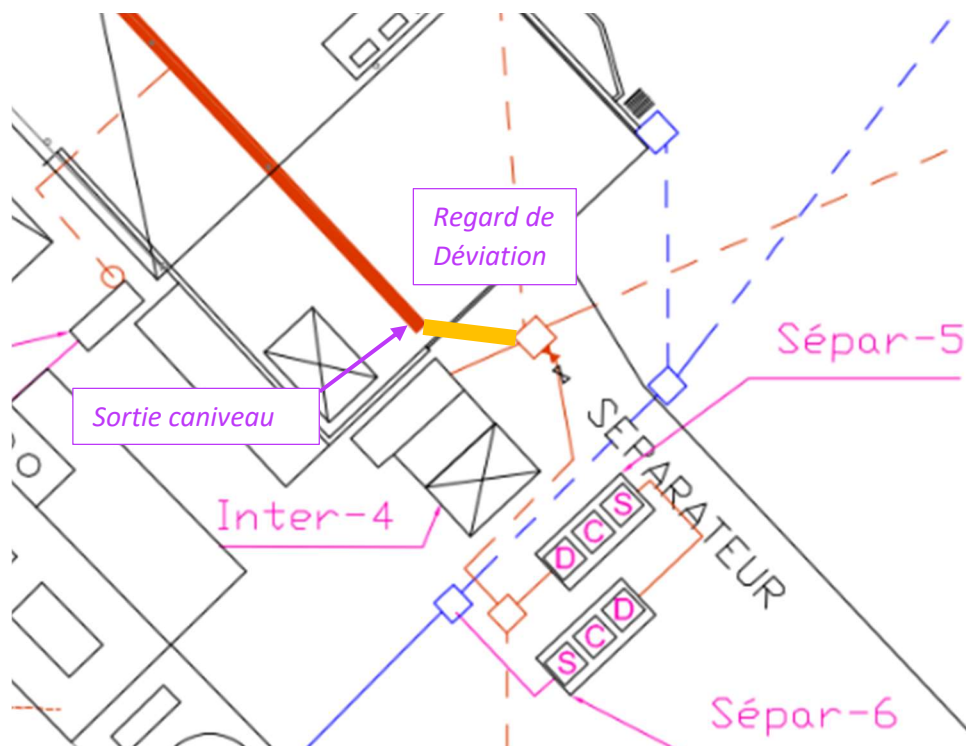 Regard de
Déviation
Sépar-5
Sortie caniveau
SEPARATEUR
Inter-4
S
C
D
D
C
S
Sépar-6